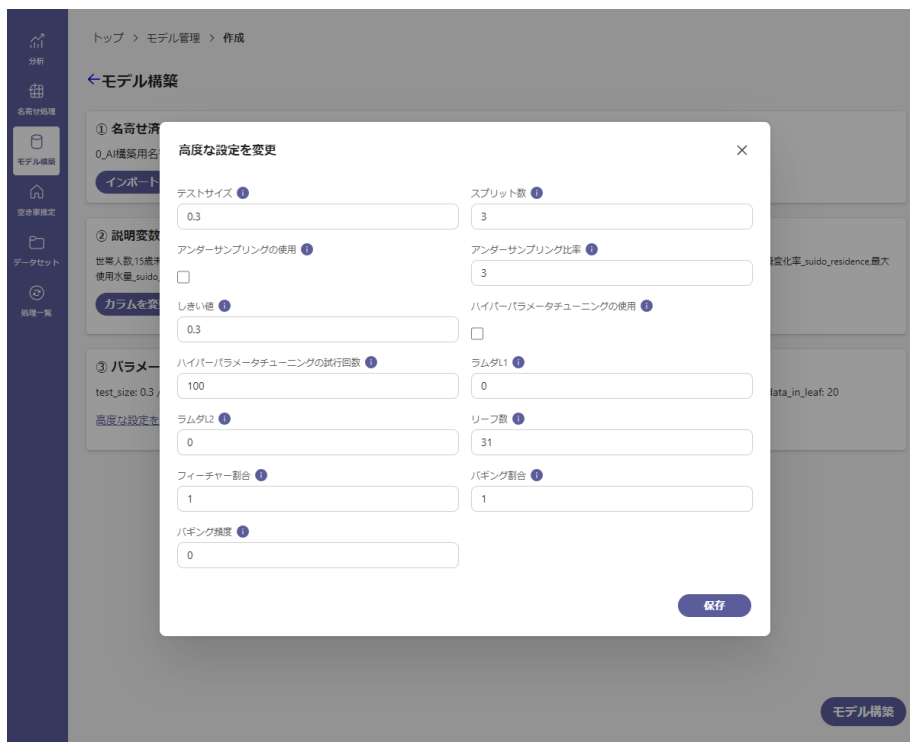 トップ > モデル管理 > 作成
分析
名寄せ処理
モデル構築
空き家推定
データセット
処理一覧
←モデル構築
① 名寄せ済
0_AI構築用名
インポート
② 説明変数
世帯人数,15歳未
変化率_suido_residence,最大
使用水量_suido_
カラムを変
③ パラメー
test_size: 0.3 /
data_in_leaf: 20
高度な設定を
高度な設定を変更
テストサイズ
スプリット数
0.3
3
アンダーサンプリングの使用
アンダーサンプリング比率
3
しきい値
ハイパーパラメータチューニングの使用
0.3
ハイパーパラメータチューニングの試行回数
ラムダL1
100
0
ラムダL2
リーフ数
0
31
フィーチャー割合
バギング割合
1
1
バギング頻度
0
保存
モデル構築